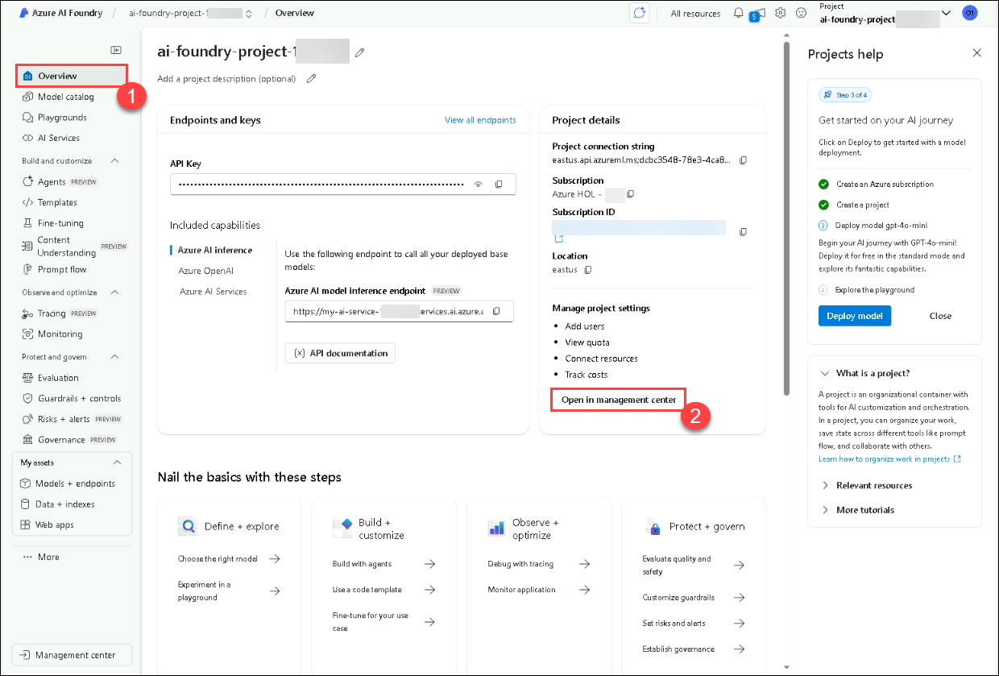 Azure AI Foundry / ai-foundry-project-1 / Overview
All resources
5
Project
ai-foundry-project-
01
Overview
1
Model catalog
Playgrounds
AI Services
Build and customize
Agents PREVIEW
Templates
Fine-tuning
Content
Understanding PREVIEW
Prompt flow
Observe and optimize
Tracing PREVIEW
Monitoring
Protect and govern
Evaluation
Guardrails + controls
Risks + alerts PREVIEW
Governance PREVIEW
My assets
Models + endpoints
Data + indexes
Web apps
More
Management center
ai-foundry-project-1
Add a project description (optional)
Endpoints and keys
View all endpoints
API Key
Included capabilities
Azure AI inference
Azure OpenAI
Azure AI Services
Use the following endpoint to call all your deployed base
models:
Azure AI model inference endpoint PREVIEW
https://my-ai-service-1 services.ai.azure.c
{x} API documentation
Project details
Project connection string
eastus.api.azureml.ms;dcbc3548-78e3-4ca8...
Subscription
Azure HOL -
Subscription ID
Location
eastus
Manage project settings
• Add users
• View quota
• Connect resources
• Track costs
Open in management center
2
Nail the basics with these steps
Define + explore
Choose the right model
Experiment in a
playground
Build +
customize
Build with agents
Use a code template
Fine-tune for your use
case
Observe +
optimize
Debug with tracing
Monitor application
Protect + govern
Evaluate quality and
safety
Customize guardrails
Set risks and alerts
Establish governance
Projects help
Step 3 of 4
Get started on your AI journey
Click on Deploy to get started with a model
deployment.
Create an Azure subscription
Create a project
3 Deploy model gpt-4o-mini
Begin your AI journey with GPT-4o-mini!
Deploy it for free in the standard mode and
explore its fantastic capabilities.
4 Explore the playground
Deploy model
Close
What is a project?
A project is an organizational container with
tools for AI customization and orchestration.
In a project, you can organize your work,
save state across different tools like prompt
flow, and collaborate with others.
Learn how to organize work in projects
Relevant resources
More tutorials